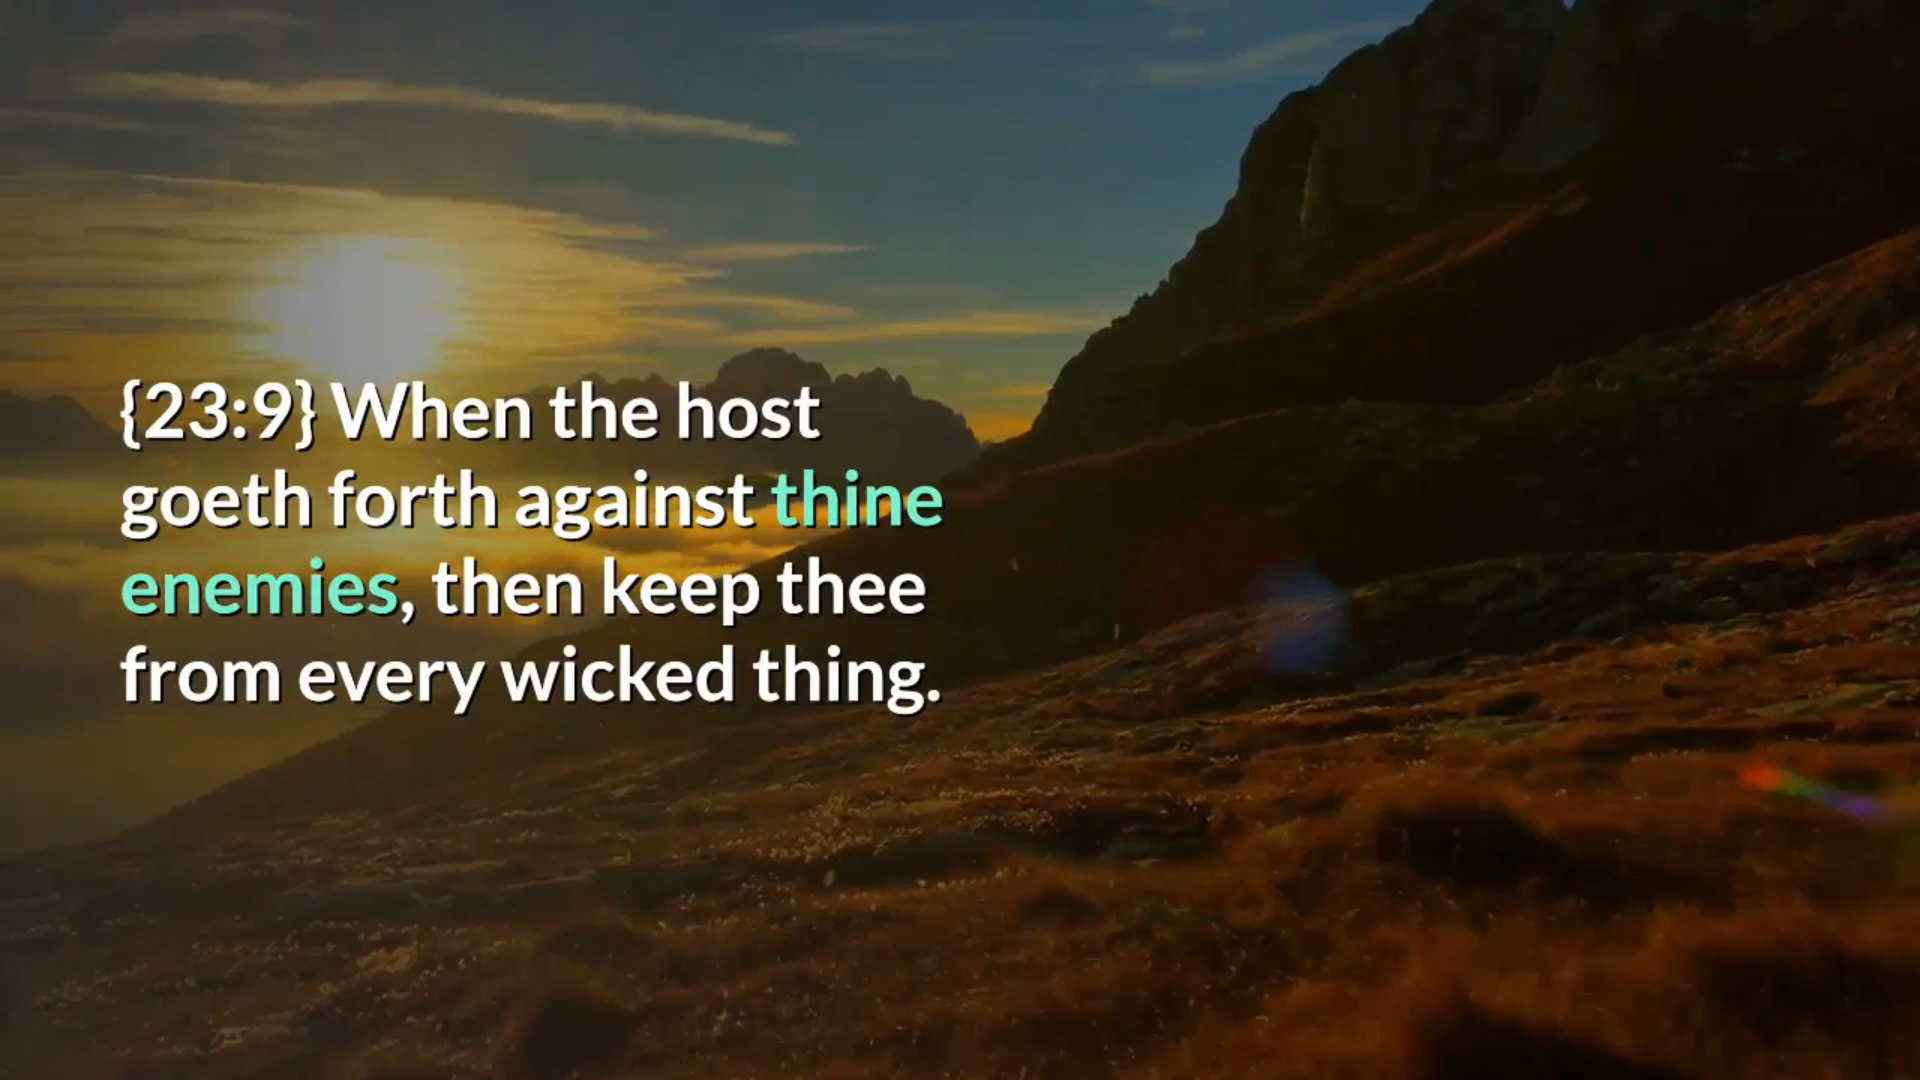 {23:9} When the host
goeth forth against thine
enemies, then keep thee
from every wicked thing.